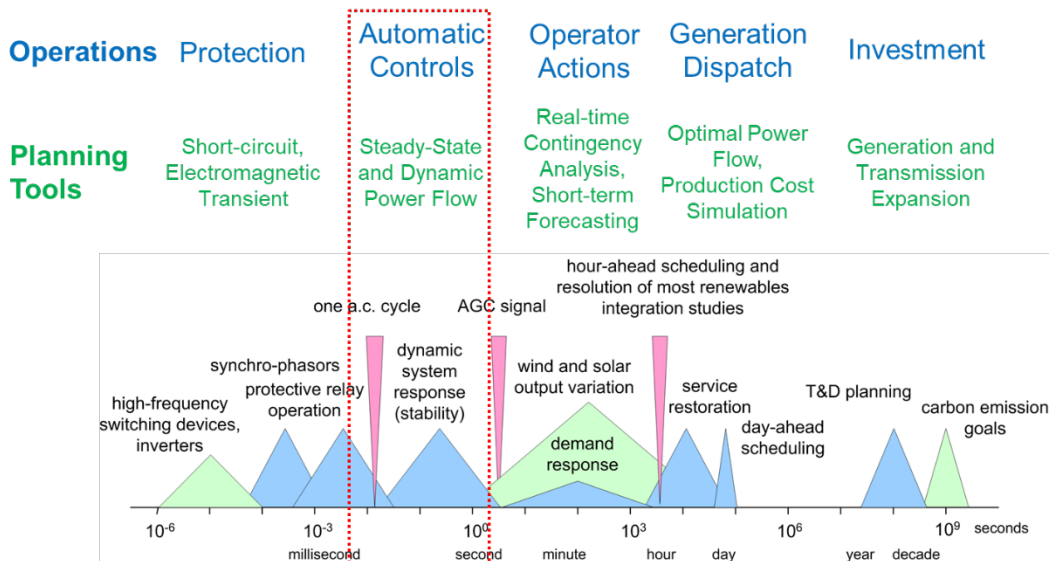 Operations
Protection
Automatic
Controls
Operator
Actions
Generation
Dispatch
Investment
Planning
Tools
Short-circuit,
Electromagnetic
Transient
Steady-State
and Dynamic
Power Flow
Real-time
Contingency
Analysis,
Short-term
Forecasting
Optimal Power
Flow,
Production Cost
Simulation
Generation and
Transmission
Expansion
hour-ahead scheduling and
resolution of most renewables
integration studies
one a.c. cycle
AGC signal
synchro-phasors
protective relay
operation
dynamic
system
response
(stability)
wind and solar
output variation
high-frequency
switching devices,
inverters
demand
response
service
restoration
day-ahead
scheduling
T&D planning
carbon emission
goals
10⁻⁶
10⁻³
10⁰
10³
10⁶
10⁹
seconds
millisecond
second
minute
hour
day
year
decade